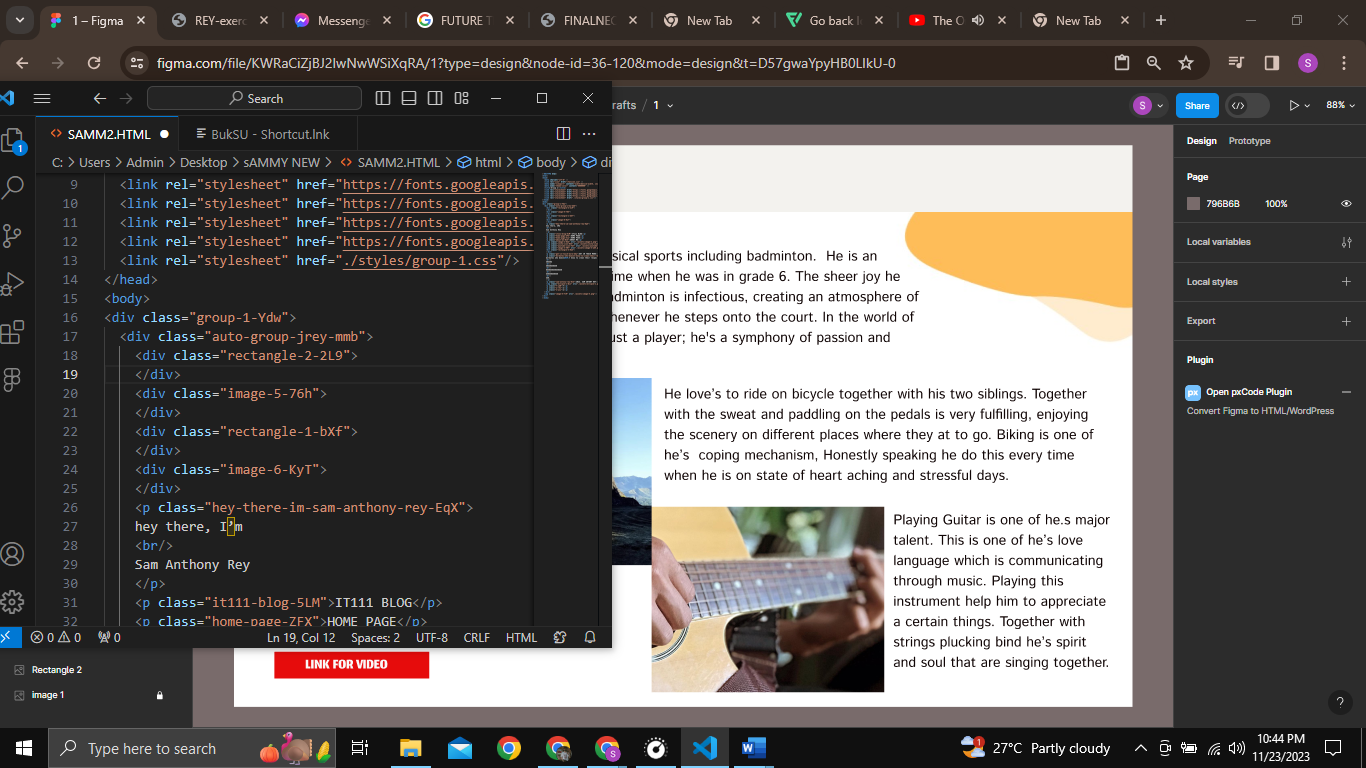 1 – Figma
REY-exerc
Messenge
FUTURE T
FINALNEC
New Tab
Go back l
The O
New Tab
figma.com/file/KWRaCiZjBJ2lwNwWSiXqRA/1?type=design&node-id=36-120&mode=design&t=D57gwaYpyHB0LlkU-0
S
Search
rafts / 1
S
Share
88%
SAMM2.HTML
BukSU - Shortcut.lnk
Design Prototype
C: > Users > Admin > Desktop > sAMMY NEW > SAMM2.HTML > html > body > di
9 <link rel="stylesheet" href="https://fonts.googleapis.
10 <link rel="stylesheet" href="https://fonts.googleapis.
11 <link rel="stylesheet" href="https://fonts.googleapis.
12 <link rel="stylesheet" href="https://fonts.googleapis.
13 <link rel="stylesheet" href="./styles/group-1.css"/>
14 </head>
15 <body>
16 <div class="group-1-Ydw">
17 <div class="auto-group-jrey-mmb">
18 <div class="rectangle-2-2L9">
19 </div>
20 <div class="image-5-76h">
21 </div>
22 <div class="rectangle-1-bXf">
23 </div>
24 <div class="image-6-KyT">
25 </div>
26 <p class="hey-there-im-sam-anthony-rey-EqX">
27 hey there, I’m
28 <br/>
29 Sam Anthony Rey
30 </p>
31 <p class="it111-blog-5LM">IT111 BLOG</p>
32 <p class="home-page-ZFX">HOME PAGE</p>
1
0 0 0
Ln 19, Col 12 Spaces: 2 UTF-8 CRLF HTML
sical sports including badminton.  He is an
ime when he was in grade 6. The sheer joy he
adminton is infectious, creating an atmosphere of
henever he steps onto the court. In the world of
ust a player; he's a symphony of passion and
He love’s to ride on bicycle together with his two siblings. Together
with the sweat and paddling on the pedals is very fulfilling, enjoying
the scenery on different places where they at to go. Biking is one of
he’s  coping mechanism, Honestly speaking he do this every time
when he is on state of heart aching and stressful days.
Playing Guitar is one of he.s major
talent. This is one of he’s love
language which is communicating
through music. Playing this
instrument help him to appreciate
a certain things. Together with
strings plucking bind he’s spirit
and soul that are singing together.
LINK FOR VIDEO
Page
796B6B 100%
Local variables
Local styles
Export
Plugin
px Open pxCode Plugin
Convert Figma to HTML/WordPress
Rectangle 2
image 1
?
Type here to search
1
27°C Partly cloudy
10:44 PM
11/23/2023